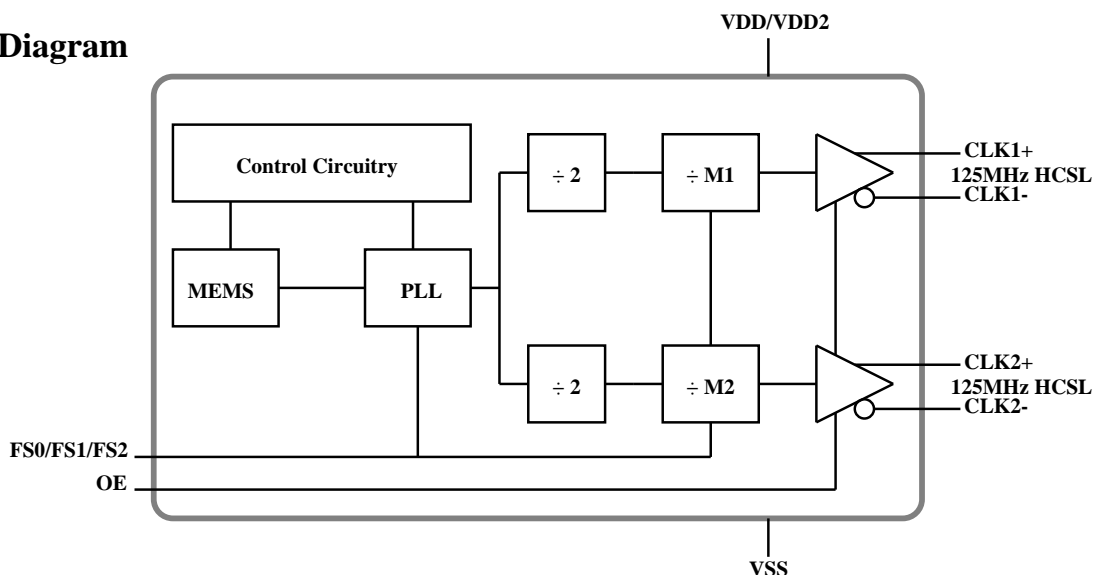 VDD/VDD2
Diagram
Control Circuitry
÷ 2
÷ M1
CLK1+
125MHz HCSL
CLK1-
MEMS
PLL
÷ 2
÷ M2
CLK2+
125MHz HCSL
CLK2-
FS0/FS1/FS2
OE
VSS